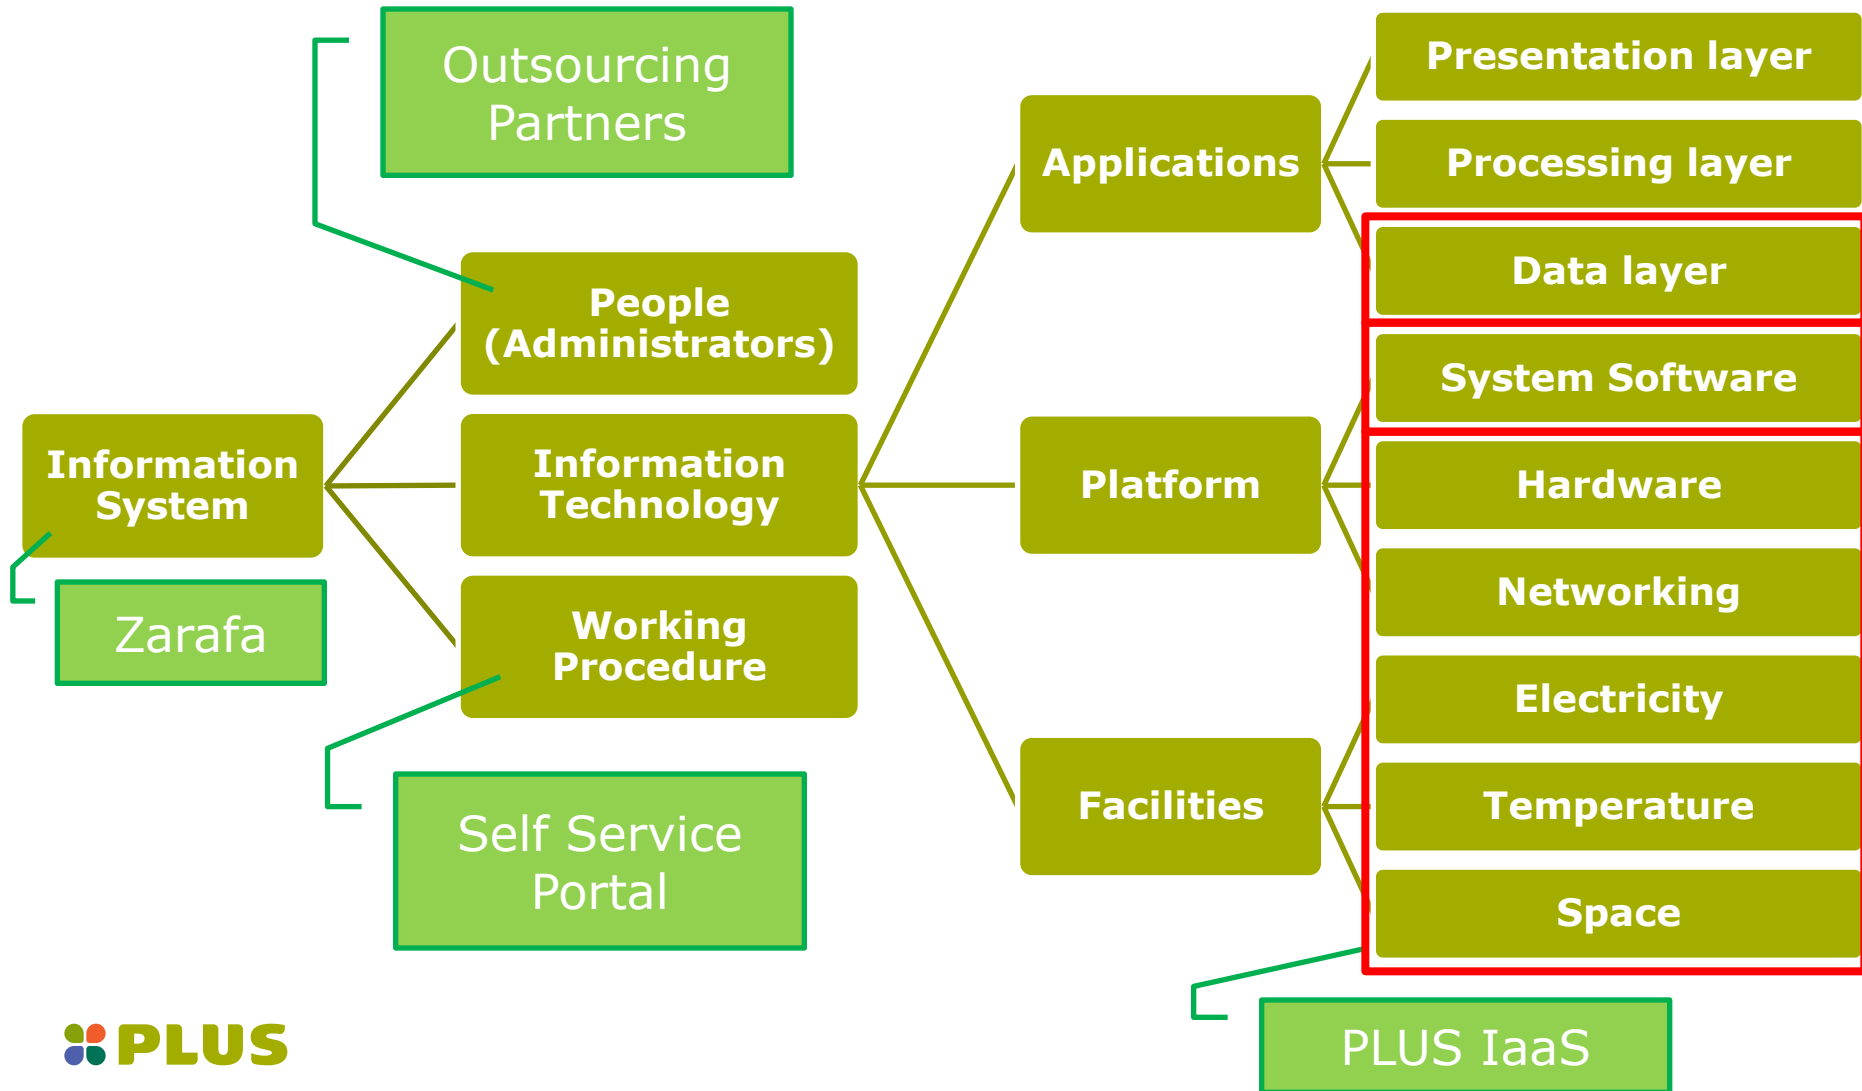 Outsourcing
Partners
Presentation layer
Applications
Processing layer
Data layer
People
(Administrators)
System Software
Information
System
Information
Technology
Platform
Hardware
Networking
Zarafa
Working
Procedure
Electricity
Self Service
Portal
Facilities
Temperature
Space
PLUS
PLUS IaaS